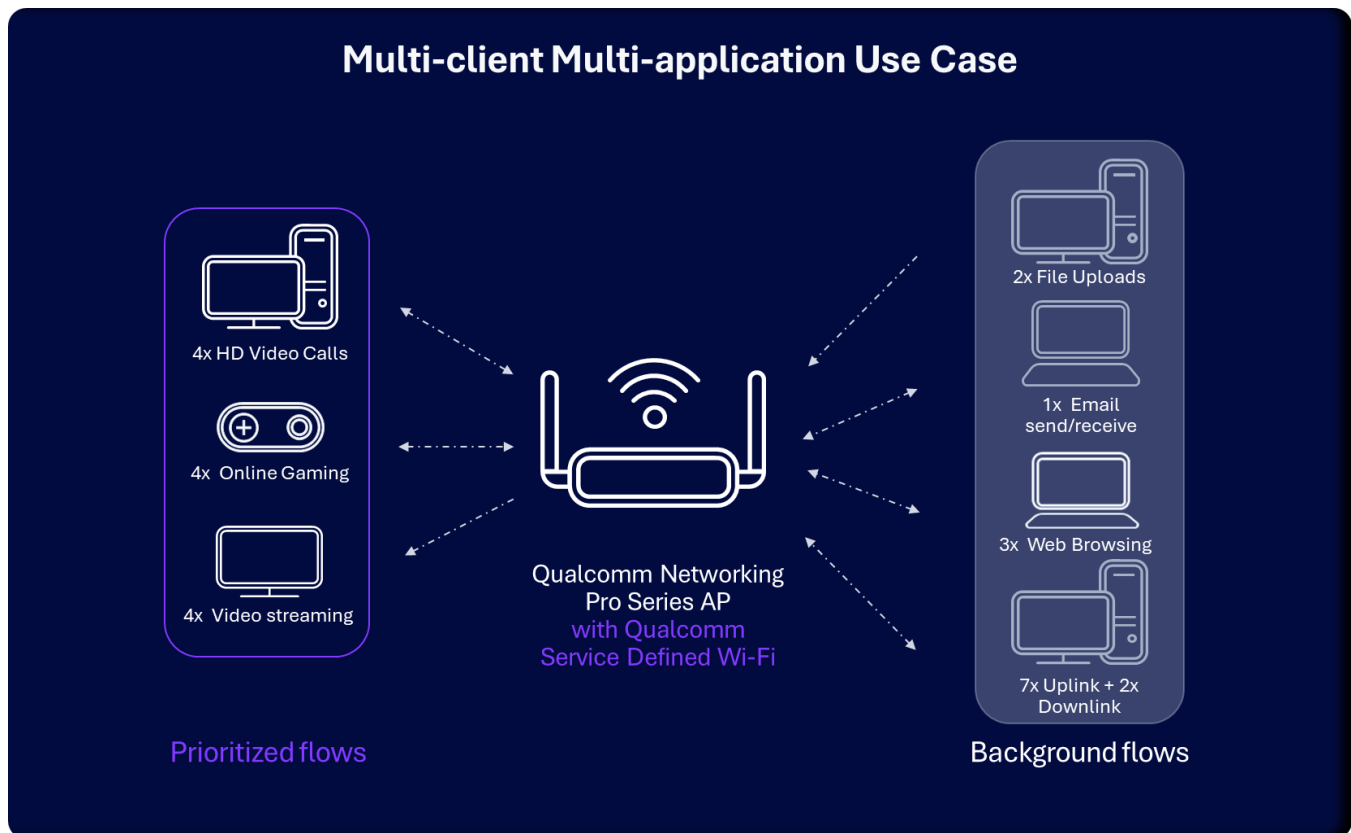 Multi-client Multi-application Use Case
4x HD Video Calls
4x Online Gaming
4x Video streaming
Prioritized flows
Qualcomm Networking
Pro Series AP
with Qualcomm
Service Defined Wi-Fi
2x File Uploads
1x Email
send/receive
3x Web Browsing
7x Uplink + 2x
Downlink
Background flows